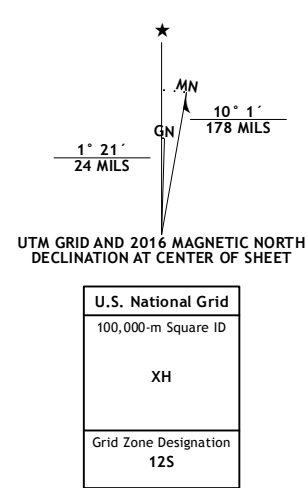 ★
MN
GN
10° 1´
178 MILS
1° 21´
24 MILS
UTM GRID AND 2016 MAGNETIC NORTH
DECLINATION AT CENTER OF SHEET
U.S. National Grid
100,000-m Square ID
XH
Grid Zone Designation
12S